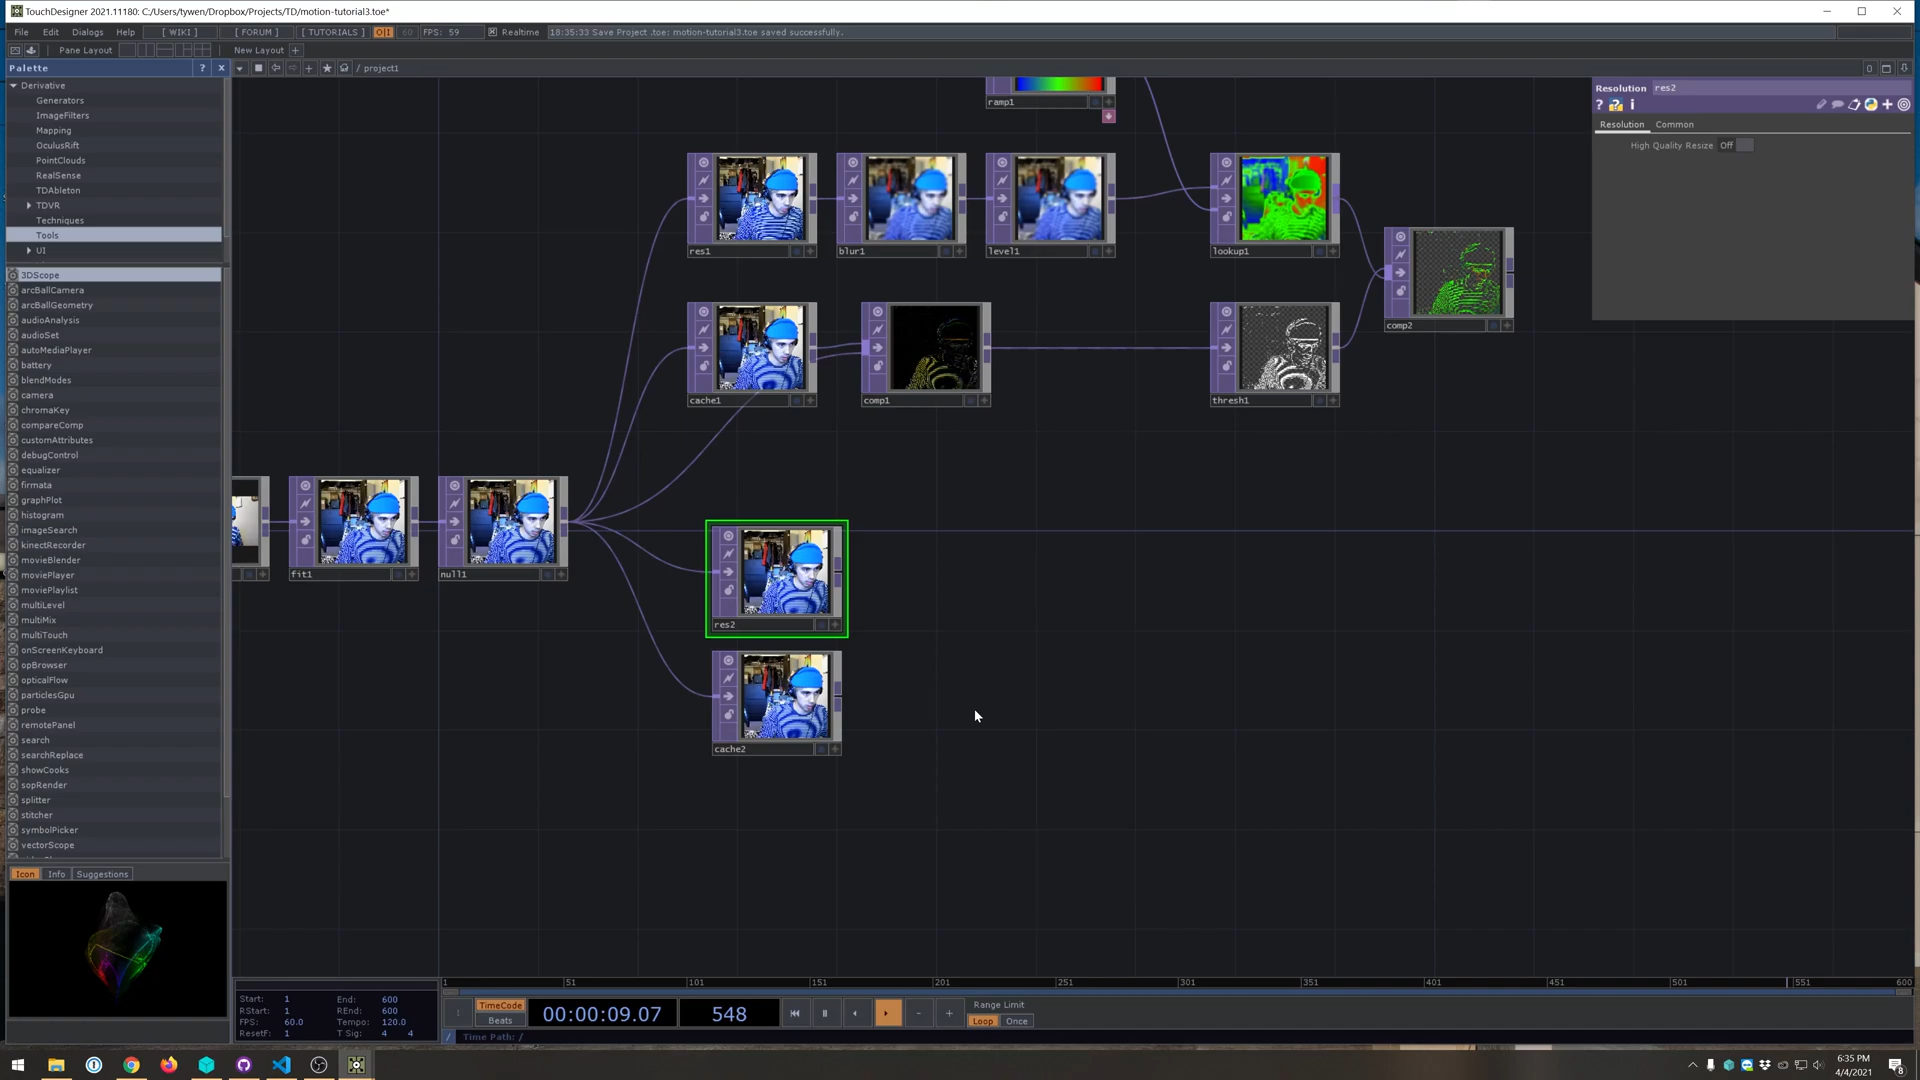 TouchDesigner 2021.11180: C:/Users/tywen/Dropbox/Projects/TD/motion-tutorial3.toe*
File Edit Dialogs Help [ WIKI ] [ FORUM ] [ TUTORIALS ] O|I 60 FPS: 59 Realtime 18:35:33 Save Project .toe: motion-tutorial3.toe saved successfully.
Pane Layout New Layout +
Palette ? x / project1 0
Derivative
Generators
ImageFilters
Mapping
OculusRift
PointClouds
RealSense
TDAbleton
TDVR
Techniques
Tools
UI
3DScope
arcBallCamera
arcBallGeometry
audioAnalysis
audioSet
autoMediaPlayer
battery
blendModes
camera
chromaKey
compareComp
customAttributes
debugControl
equalizer
firmata
graphPlot
histogram
imageSearch
kinectRecorder
movieBlender
moviePlayer
moviePlaylist
multiLevel
multiMix
multiTouch
onScreenKeyboard
opBrowser
opticalFlow
particlesGpu
probe
remotePanel
search
searchReplace
showCooks
sopRender
splitter
stitcher
symbolPicker
vectorScope
Icon Info Suggestions
ramp1
res1 blur1 level1 lookup1
comp2
cache1 comp1 thresh1
fit1 null1
res2
cache2
Resolution res2
? ? i
Resolution Common
High Quality Resize Off
1 51 101 151 201 251 301 351 401 451 501 551 600
Start: 1 End: 600
RStart: 1 REnd: 600
FPS: 60.0 Tempo: 120.0
ResetF: 1 T Sig: 4 4
TimeCode
Beats
00:00:09.07 548
Range Limit
Loop Once
/ Time Path: /
6:35 PM
4/4/2021
8